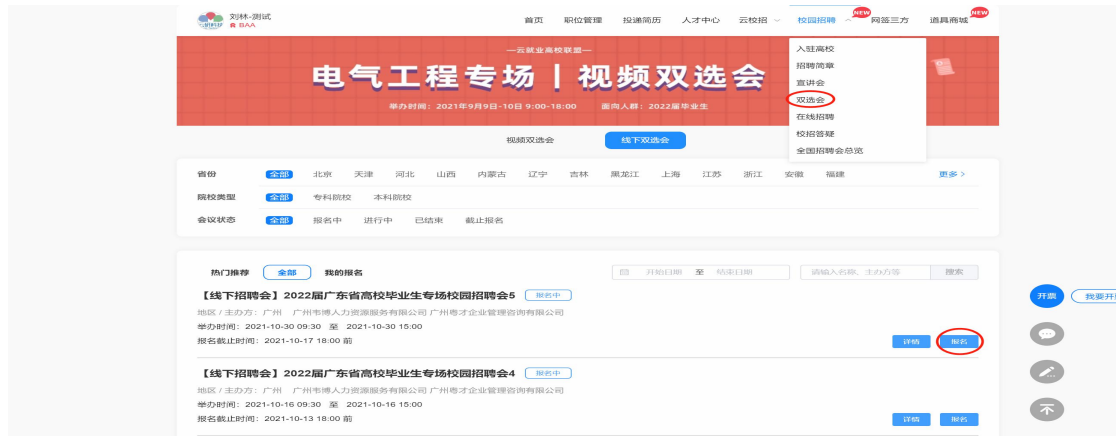 刘林-测试
BAA
首页 职位管理 投递简历 人才中心 云校招 校园招聘 NEW 网签三方 道具商城 NEW
入驻高校
招聘简章
宣讲会
双选会
在线招聘
校招答疑
全国招聘会总览
—云就业高校联盟—
电气工程专场 | 视频双选会
举办时间：2021年9月9日-10日 9:00-18:00 面向人群：2022届毕业生
视频双选会 线下双选会
省份 全部 北京 天津 河北 山西 内蒙古 辽宁 吉林 黑龙江 上海 江苏 浙江 安徽 福建 更多 >
院校类型 全部 专科院校 本科院校
会议状态 全部 报名中 进行中 已结束 截止报名
热门推荐 全部 我的报名 开始日期 至 结束日期 请输入名称、主办方等 搜索
【线下招聘会】2022届广东省高校毕业生专场校园招聘会5 报名中
地区 / 主办方：广州 广州韦博人力资源服务有限公司 广州粤才企业管理咨询有限公司
举办时间：2021-10-30 09:30 至 2021-10-30 15:00
报名截止时间：2021-10-17 18:00 前
详情 报名
【线下招聘会】2022届广东省高校毕业生专场校园招聘会4 报名中
地区 / 主办方：广州 广州韦博人力资源服务有限公司 广州粤才企业管理咨询有限公司
举办时间：2021-10-16 09:30 至 2021-10-16 15:00
报名截止时间：2021-10-13 18:00 前
详情 报名
开票 我要开